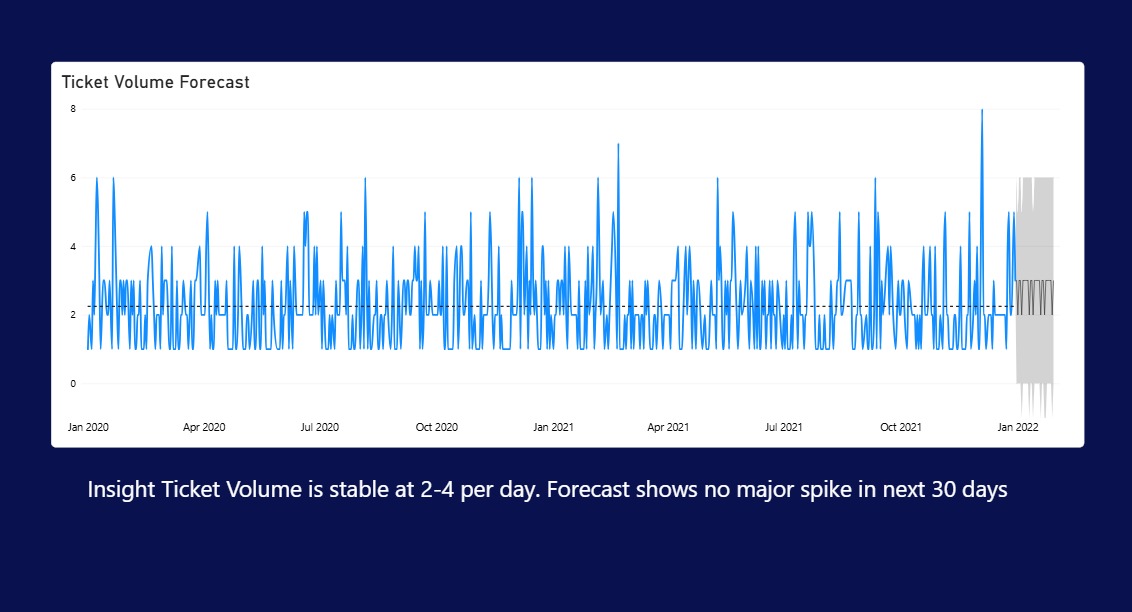 Ticket Volume Forecast
8
6
4
2
0
Jan 2020 Apr 2020 Jul 2020 Oct 2020 Jan 2021 Apr 2021 Jul 2021 Oct 2021 Jan 2022
Insight Ticket Volume is stable at 2-4 per day. Forecast shows no major spike in next 30 days